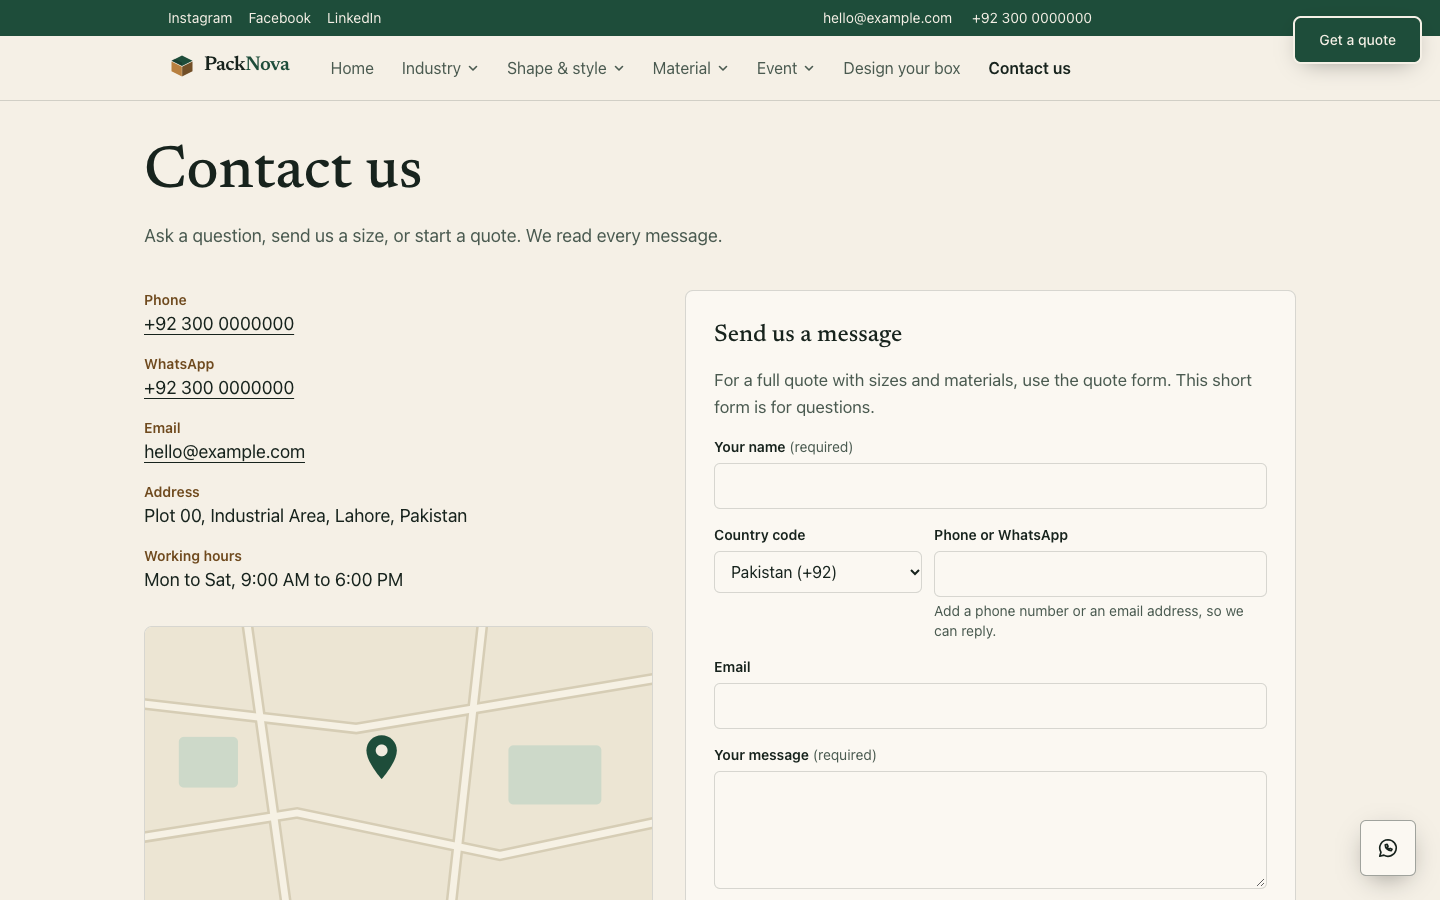 Instagram Facebook LinkedIn hello@example.com +92 300 0000000
Get a quote
PackNova Home Industry Shape & style Material Event Design your box Contact us
Contact us
Ask a question, send us a size, or start a quote. We read every message.
Phone
+92 300 0000000
WhatsApp
+92 300 0000000
Email
hello@example.com
Address
Plot 00, Industrial Area, Lahore, Pakistan
Working hours
Mon to Sat, 9:00 AM to 6:00 PM
Send us a message
For a full quote with sizes and materials, use the quote form. This short
form is for questions.
Your name (required)
Country code Phone or WhatsApp
Pakistan (+92)
Add a phone number or an email address, so we
can reply.
Email
Your message (required)